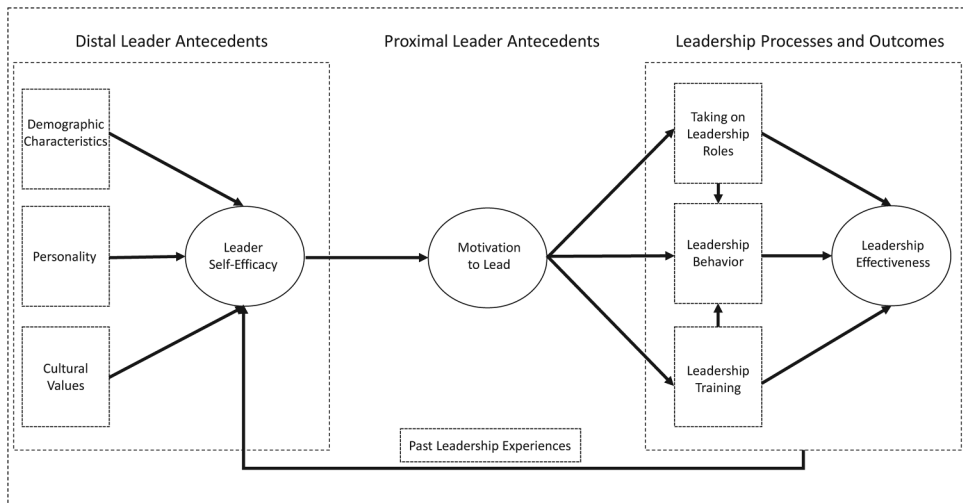 Distal Leader Antecedents
Proximal Leader Antecedents
Leadership Processes and Outcomes
Demographic
Characteristics
Personality
Cultural
Values
Leader
Self-Efficacy
Motivation
to Lead
Taking on
Leadership
Roles
Leadership
Behavior
Leadership
Training
Leadership
Effectiveness
Past Leadership Experiences